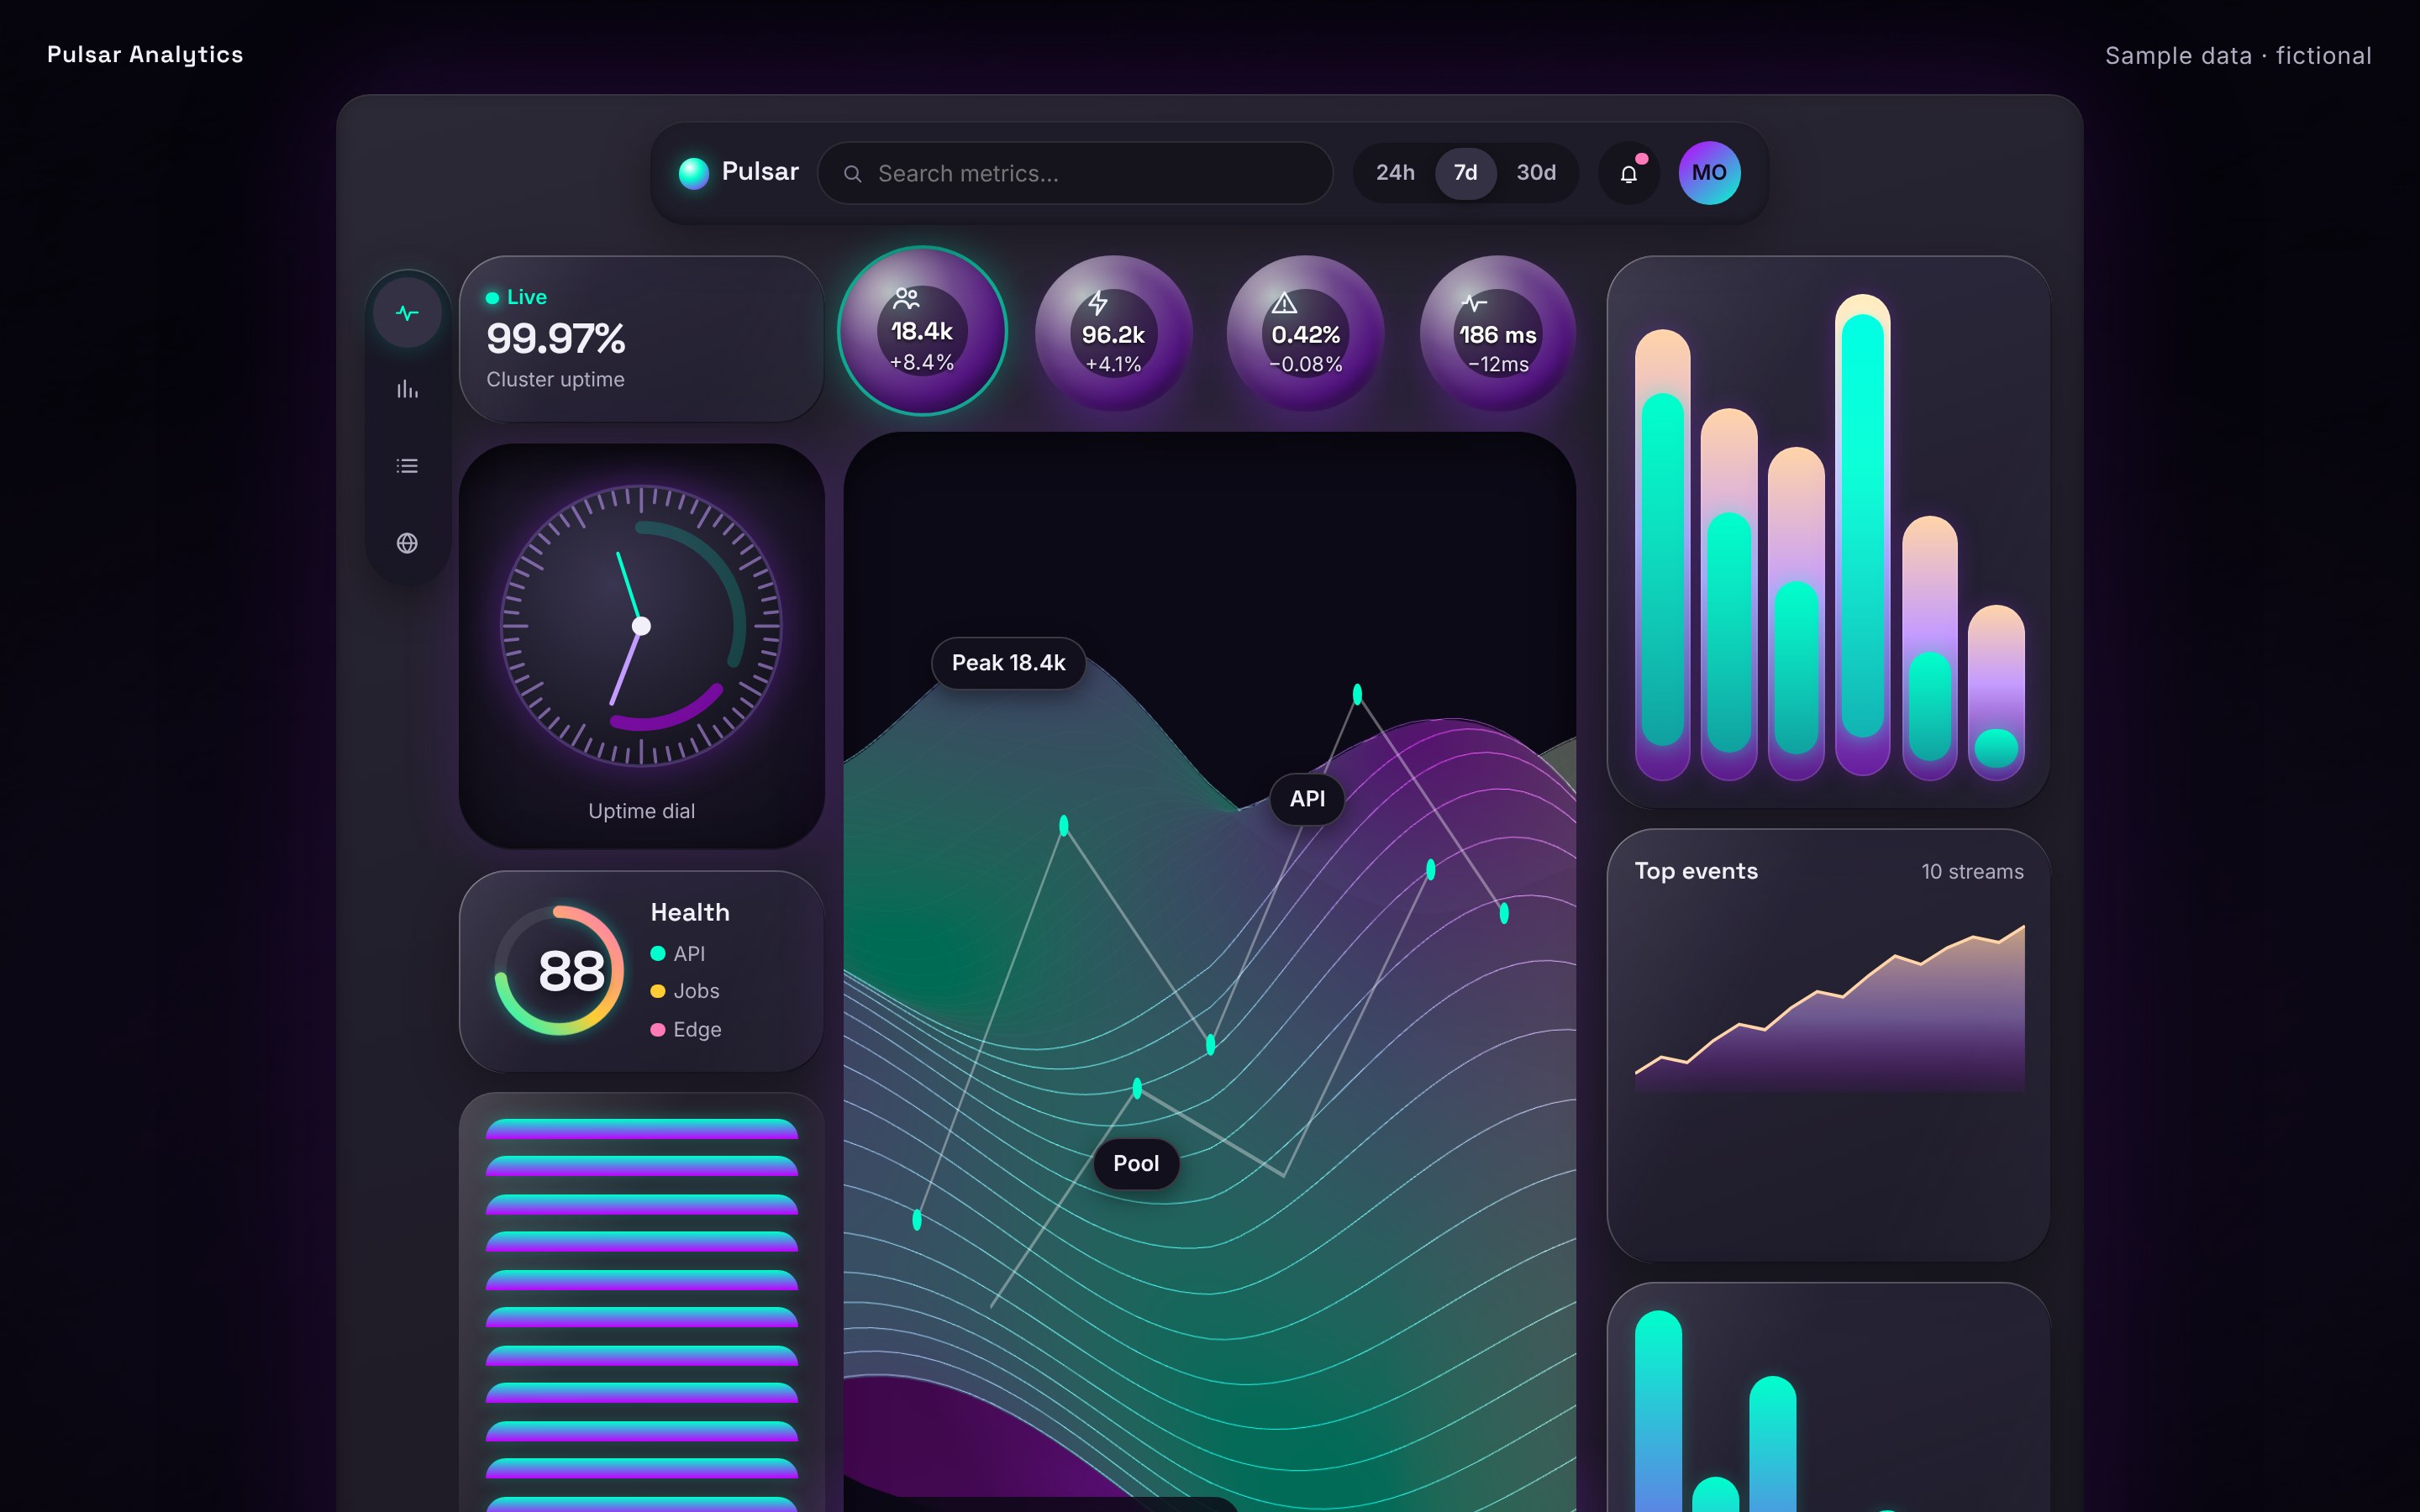 Pulsar Analytics
Sample data · fictional
Pulsar
Search metrics...
24h
7d
30d
MO
Live
99.97%
Cluster uptime
18.4k
+8.4%
96.2k
+4.1%
0.42%
−0.08%
186 ms
−12ms
Uptime dial
Health
88
API
Jobs
Edge
Peak 18.4k
API
Pool
Top events
10 streams